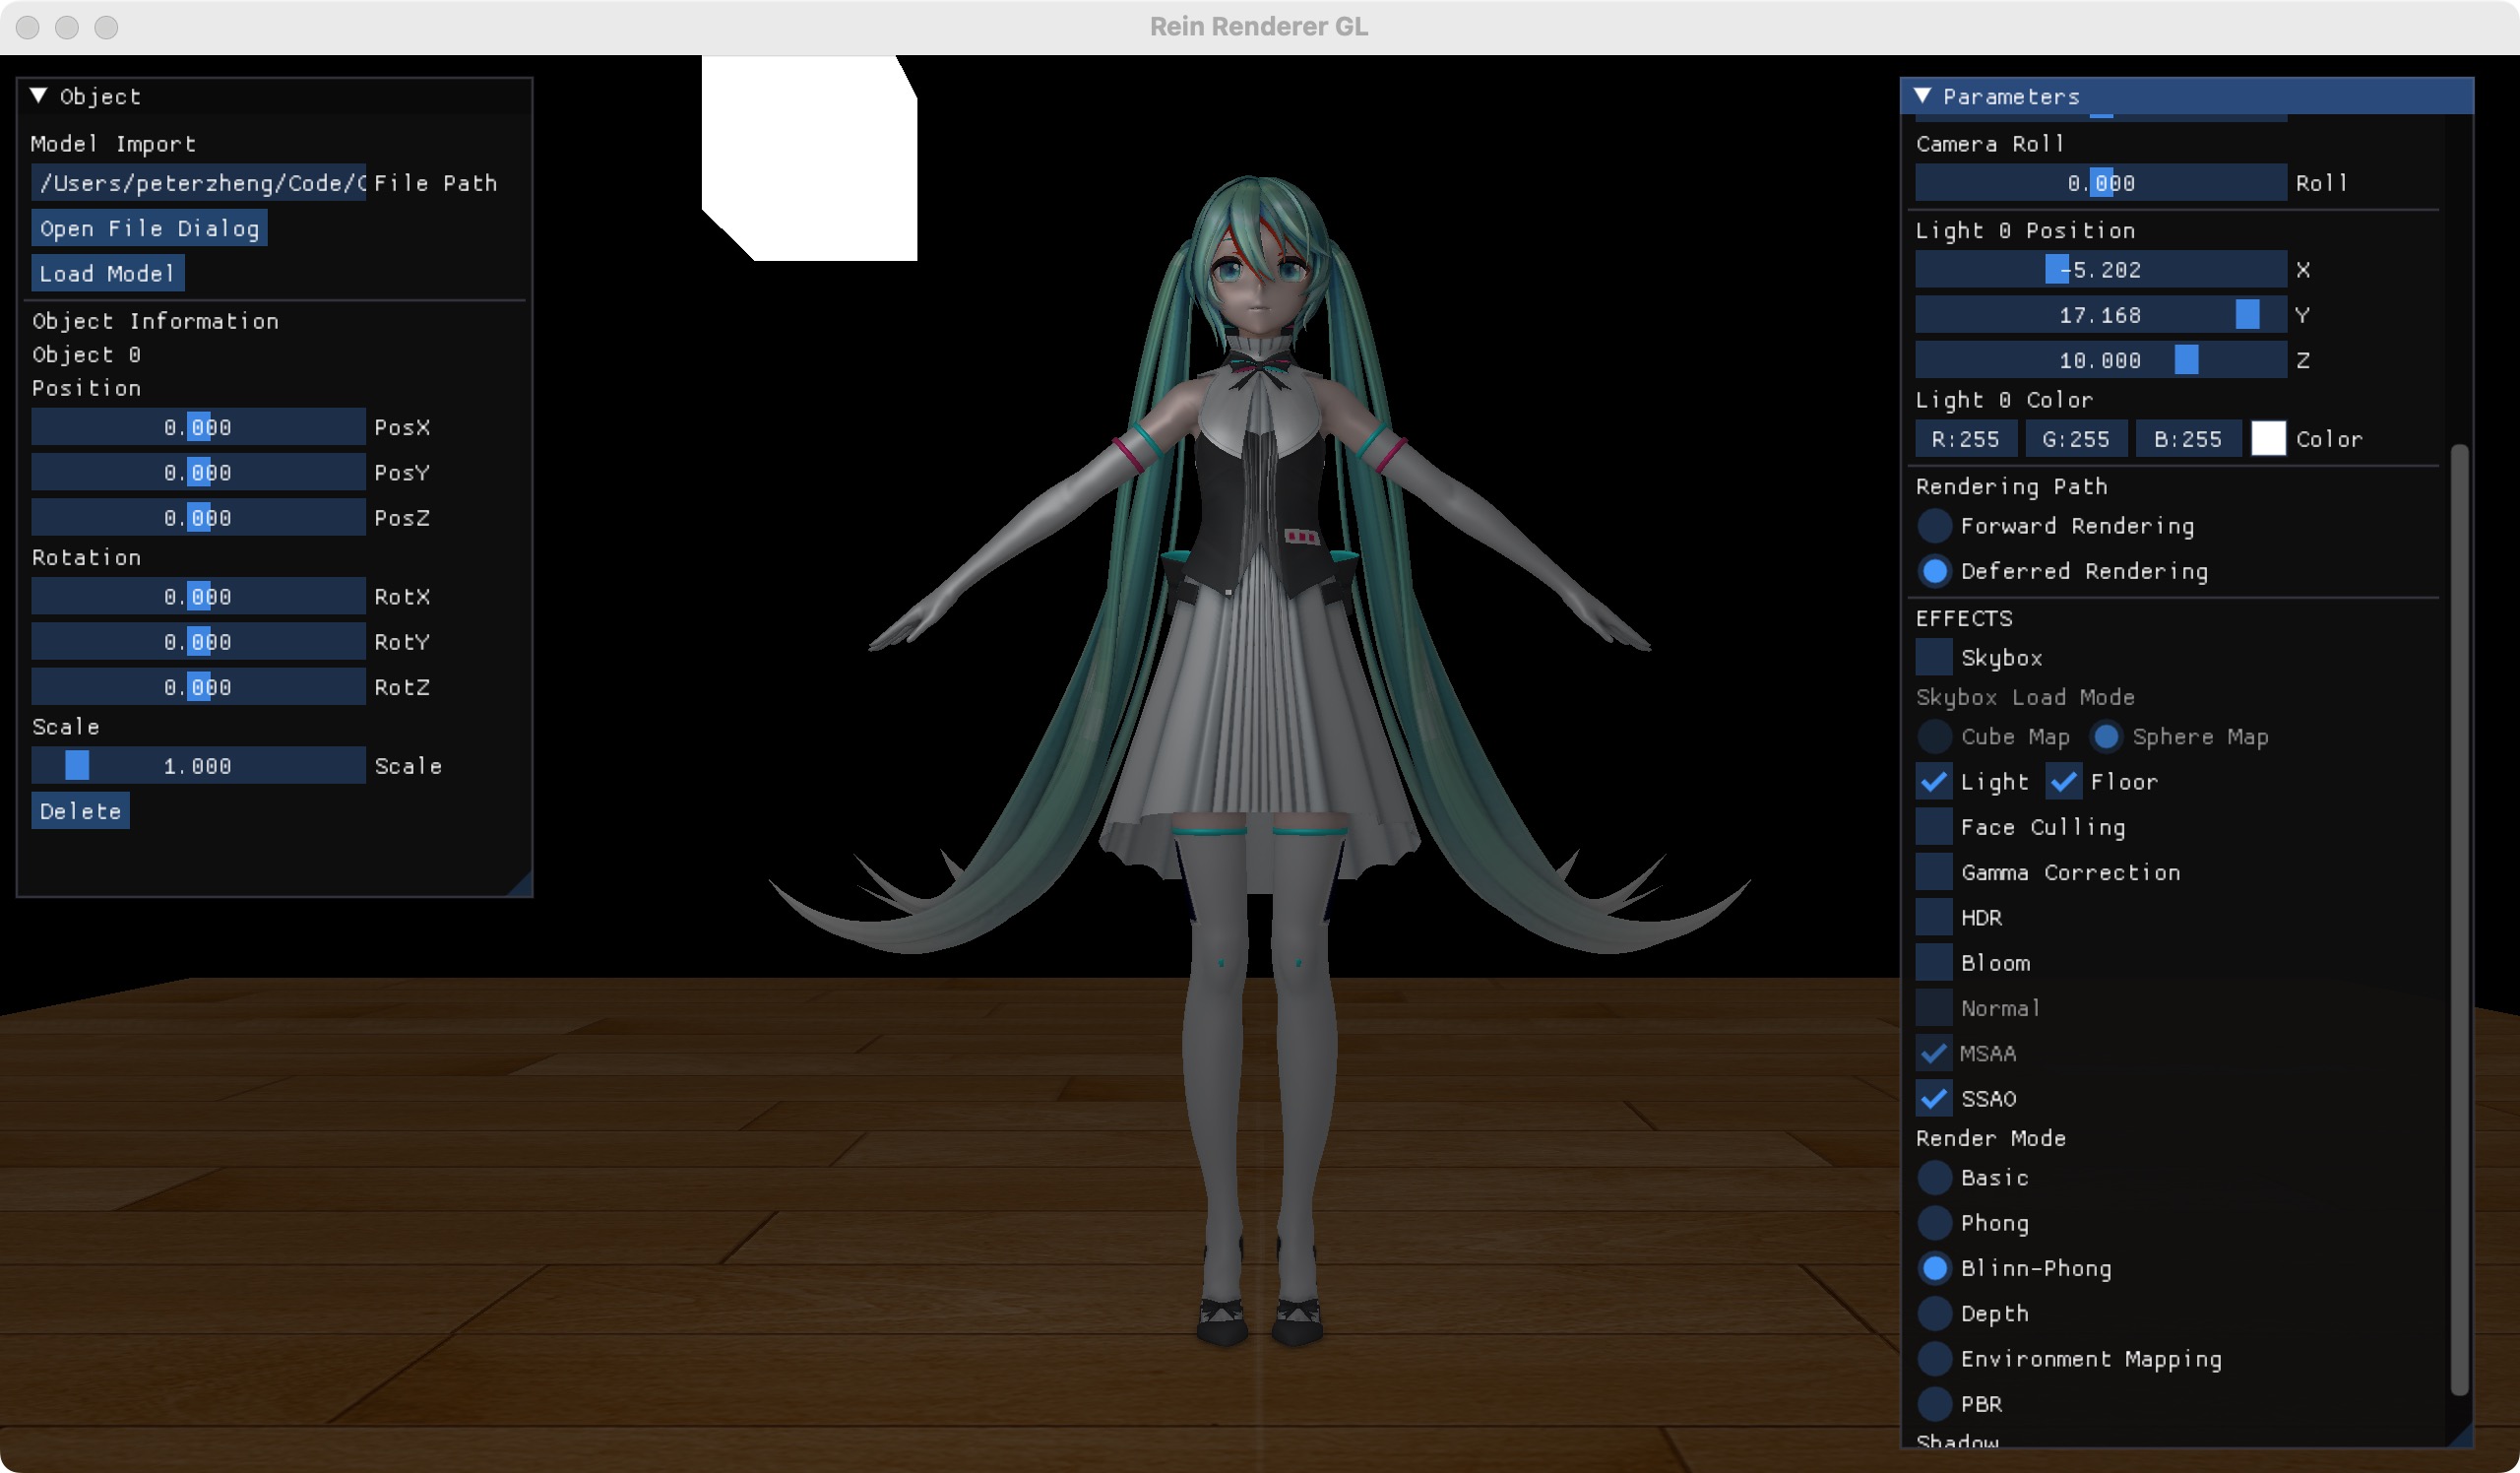 Rein Renderer GL
Object
Model Import
/Users/peterzheng/Code/ File Path
Open File Dialog
Load Model
Object Information
Object 0
Position
0.000 PosX
0.000 PosY
0.000 PosZ
Rotation
0.000 RotX
0.000 RotY
0.000 RotZ
Scale
1.000 Scale
Delete
Parameters
Camera Roll
0.000 Roll
Light 0 Position
-5.202 X
17.168 Y
10.000 Z
Light 0 Color
R:255 G:255 B:255 Color
Rendering Path
Forward Rendering
Deferred Rendering
EFFECTS
Skybox
Skybox Load Mode
Cube Map Sphere Map
Light Floor
Face Culling
Gamma Correction
HDR
Bloom
Normal
MSAA
SSAO
Render Mode
Basic
Phong
Blinn-Phong
Depth
Environment Mapping
PBR
Shadow